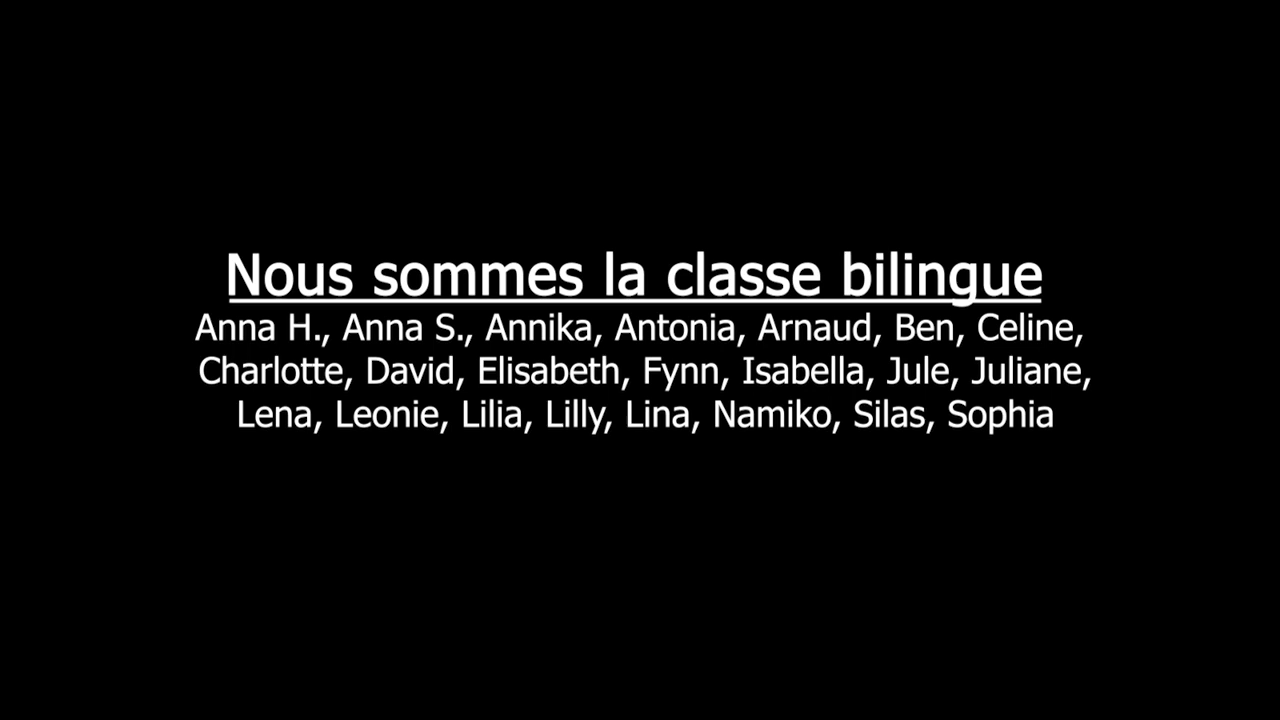 Nous sommes la classe bilingue
Anna H., Anna S., Annika, Antonia, Arnaud, Ben, Celine,
Charlotte, David, Elisabeth, Fynn, Isabella, Jule, Juliane,
Lena, Leonie, Lilia, Lilly, Lina, Namiko, Silas, Sophia